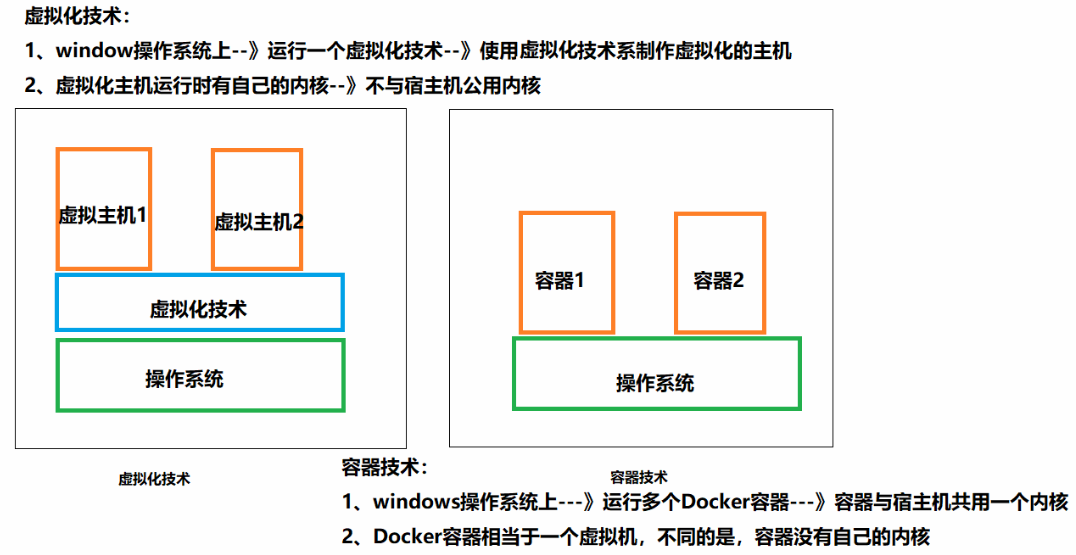 虚拟化技术：
1、window操作系统上--》运行一个虚拟化技术--》使用虚拟化技术系制作虚拟化的主机
2、虚拟化主机运行时有自己的内核--》不与宿主机公用内核
虚拟主机1
虚拟主机2
虚拟化技术
操作系统
虚拟化技术
容器1
容器2
操作系统
容器技术
容器技术：
1、windows操作系统上---》运行多个Docker容器---》容器与宿主机共用一个内核
2、Docker容器相当于一个虚拟机，不同的是，容器没有自己的内核